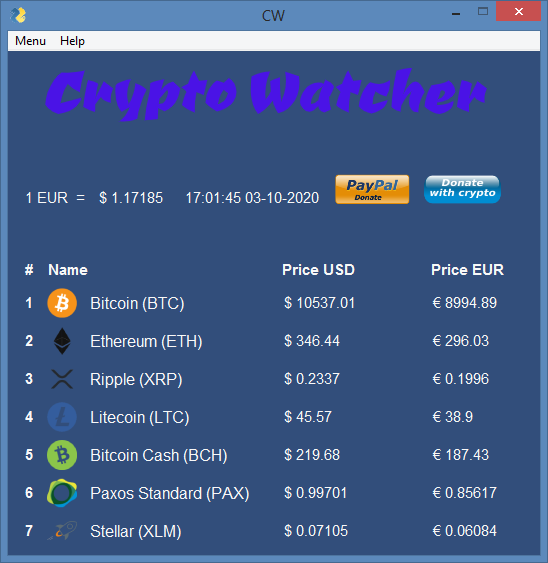 CW
Menu Help
Crypto Watcher
1 EUR = $ 1.17185 17:01:45 03-10-2020 PayPal Donate Donate with crypto
# Name Price USD Price EUR
1 Bitcoin (BTC) $ 10537.01 € 8994.89
2 Ethereum (ETH) $ 346.44 € 296.03
3 Ripple (XRP) $ 0.2337 € 0.1996
4 Litecoin (LTC) $ 45.57 € 38.9
5 Bitcoin Cash (BCH) $ 219.68 € 187.43
6 Paxos Standard (PAX) $ 0.99701 € 0.85617
7 Stellar (XLM) $ 0.07105 € 0.06084